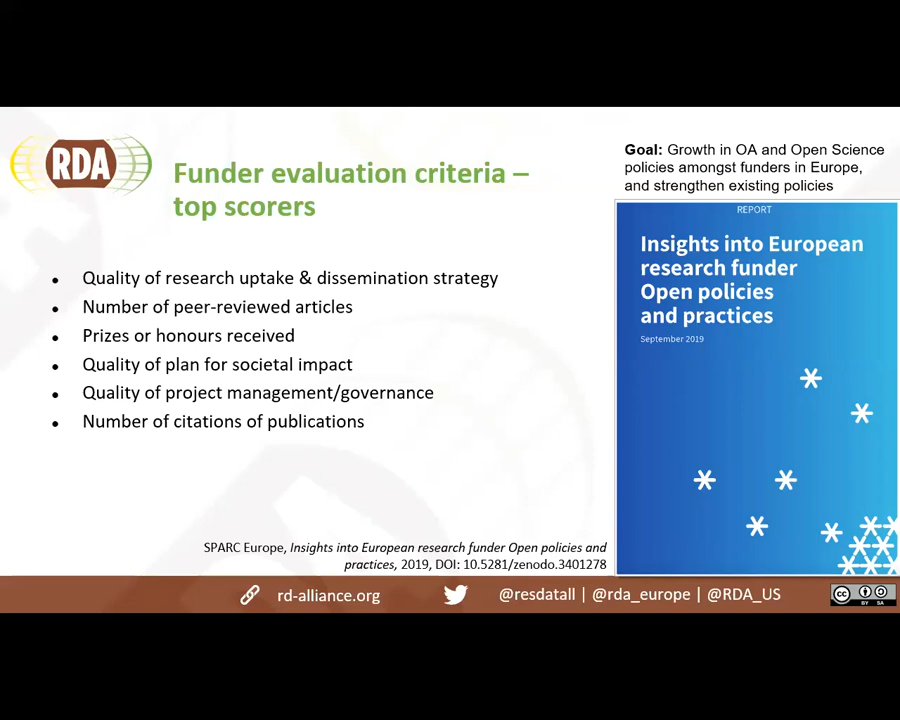 RDA
Funder evaluation criteria –
top scorers
Goal: Growth in OA and Open Science
policies amongst funders in Europe,
and strengthen existing policies
• Quality of research uptake & dissemination strategy
• Number of peer-reviewed articles
• Prizes or honours received
• Quality of plan for societal impact
• Quality of project management/governance
• Number of citations of publications
REPORT
Insights into European
research funder
Open policies
and practices
September 2019
SPARC Europe, Insights into European research funder Open policies and
practices, 2019, DOI: 10.5281/zenodo.3401278
rd-alliance.org
@resdatall | @rda_europe | @RDA_US
cc
BY SA